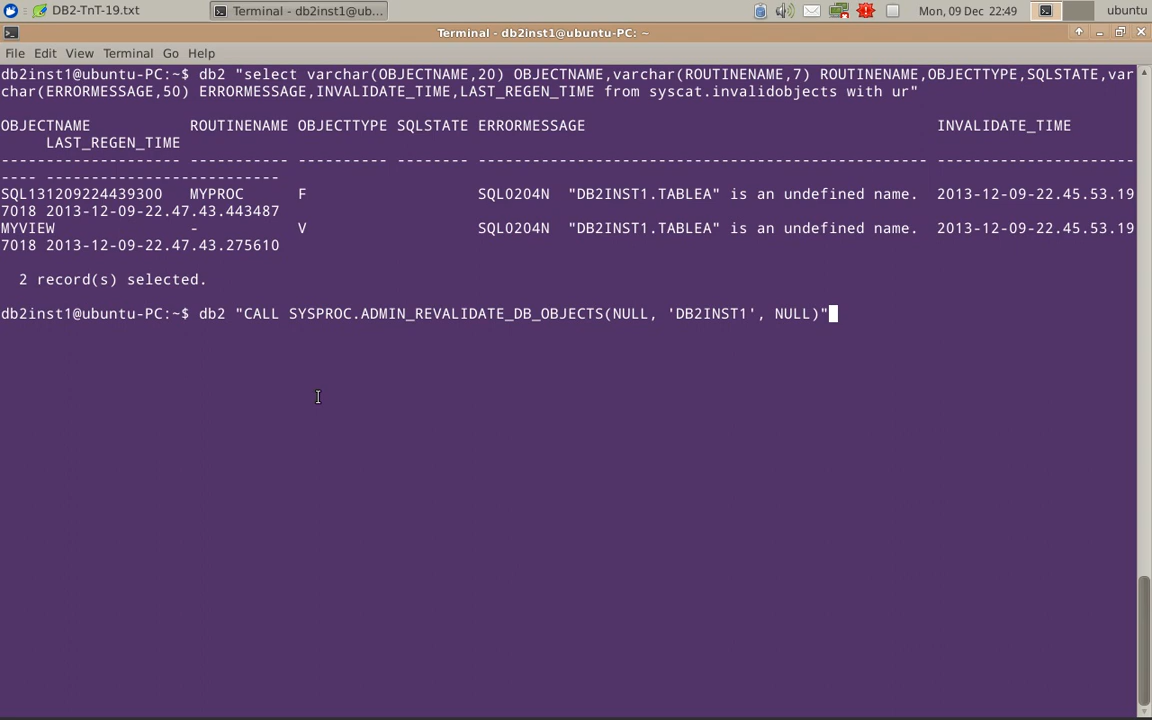 DB2-TnT-19.txt
Terminal - db2inst1@ub...
Mon, 09 Dec 22:49
ubuntu
Terminal - db2inst1@ubuntu-PC: ~
File Edit View Terminal Go Help
db2inst1@ubuntu-PC:~$ db2 "select varchar(OBJECTNAME,20) OBJECTNAME,varchar(ROUTINENAME,7) ROUTINENAME,OBJECTTYPE,SQLSTATE,var
char(ERRORMESSAGE,50) ERRORMESSAGE,INVALIDATE_TIME,LAST_REGEN_TIME from syscat.invalidobjects with ur"
OBJECTNAME           ROUTINENAME OBJECTTYPE SQLSTATE ERRORMESSAGE                                       INVALIDATE_TIME
     LAST_REGEN_TIME
-------------------- ----------- ---------- -------- -------------------------------------------------- ----------------------
---- --------------------------
SQL131209224439300   MYPROC      F                   SQL0204N  "DB2INST1.TABLEA" is an undefined name.  2013-12-09-22.45.53.19
7018 2013-12-09-22.47.43.443487
MYVIEW               -           V                   SQL0204N  "DB2INST1.TABLEA" is an undefined name.  2013-12-09-22.45.53.19
7018 2013-12-09-22.47.43.275610
  2 record(s) selected.
db2inst1@ubuntu-PC:~$ db2 "CALL SYSPROC.ADMIN_REVALIDATE_DB_OBJECTS(NULL, 'DB2INST1', NULL)"